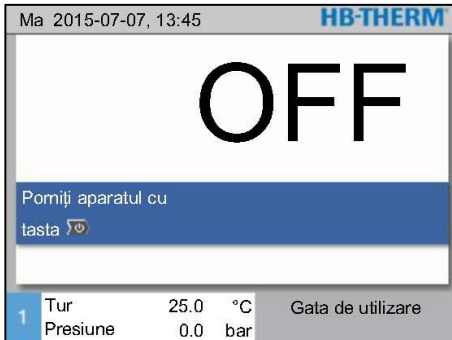 Ma 2015-07-07, 13:45
HB-THERM
OFF
Porniți aparatul cu
tasta
1
Tur 25.0 °C
Presiune 0.0 bar
Gata de utilizare